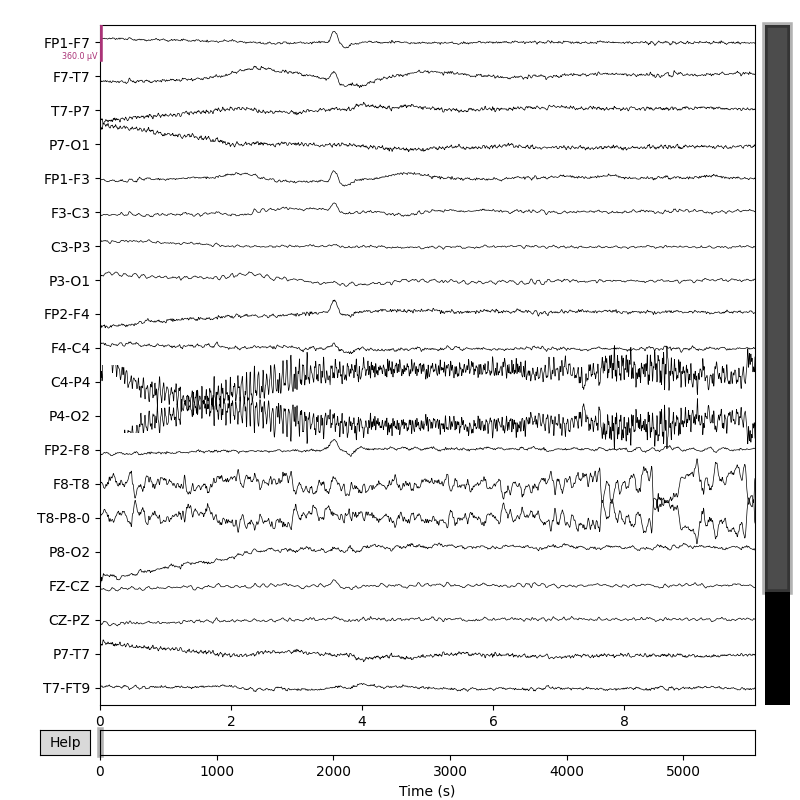 FP1-F7
360.0 µV
F7-T7
T7-P7
P7-O1
FP1-F3
F3-C3
C3-P3
P3-O1
FP2-F4
F4-C4
C4-P4
P4-O2
FP2-F8
F8-T8
T8-P8-0
P8-O2
FZ-CZ
CZ-PZ
P7-T7
T7-FT9
0 2 4 6 8
Help
0 1000 2000 3000 4000 5000
Time (s)